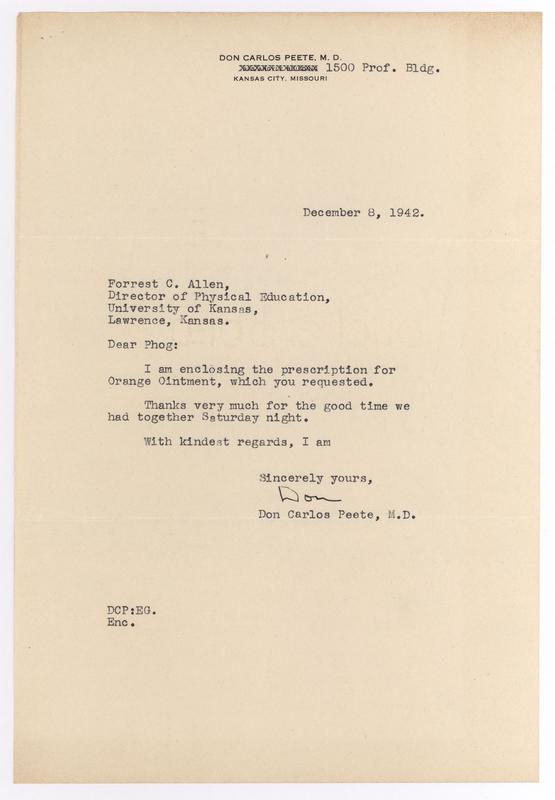 DON CARLOS PEETE, M. D.
1500 Prof. Bldg.
KANSAS CITY, MISSOURI
December 8, 1942.
Forrest C. Allen,
Director of Physical Education,
University of Kansas,
Lawrence, Kansas.
Dear Phog:
I am enclosing the prescription for
Orange Ointment, which you requested.
Thanks very much for the good time we
had together Saturday night.
With kindest regards, I am
Sincerely yours,
Don
Don Carlos Peete, M.D.
DCP:EG.
Enc.